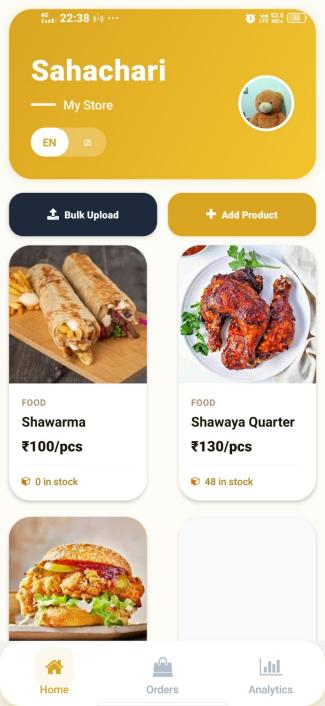 22:38
Sahachari
My Store
EN
Bulk Upload
Add Product
FOOD
Shawarma
₹100/pcs
0 in stock
FOOD
Shawaya Quarter
₹130/pcs
48 in stock
Home
Orders
Analytics